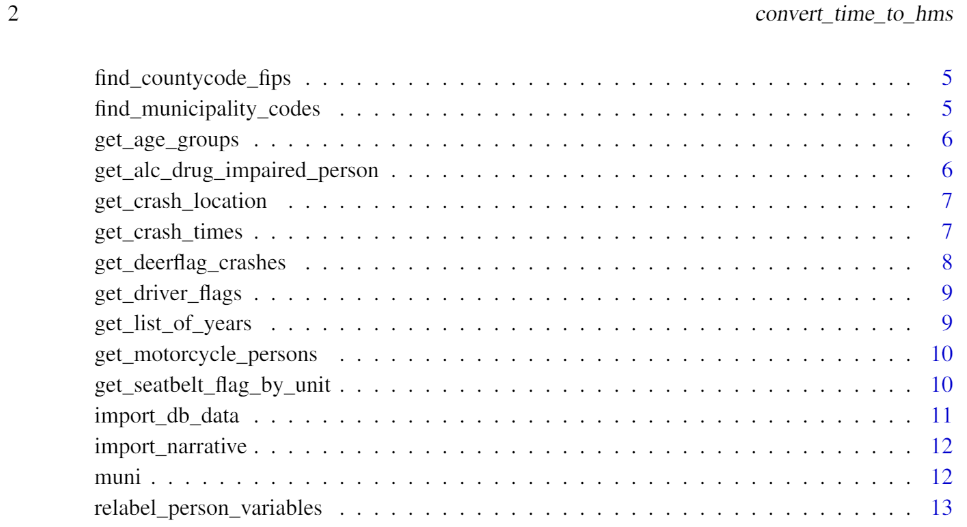 2 convert_time_to_hms
find_countycode_fips . . . . . . . . . . . . . . . . . . . . . . . . . . . . . . . . . . . . . . . . . . . 5
find_municipality_codes . . . . . . . . . . . . . . . . . . . . . . . . . . . . . . . . . . . . . . . . 5
get_age_groups . . . . . . . . . . . . . . . . . . . . . . . . . . . . . . . . . . . . . . . . . . . . . . 6
get_alc_drug_impaired_person . . . . . . . . . . . . . . . . . . . . . . . . . . . . . . . . . . . . . 6
get_crash_location . . . . . . . . . . . . . . . . . . . . . . . . . . . . . . . . . . . . . . . . . . . . 7
get_crash_times . . . . . . . . . . . . . . . . . . . . . . . . . . . . . . . . . . . . . . . . . . . . . . 7
get_deerflag_crashes . . . . . . . . . . . . . . . . . . . . . . . . . . . . . . . . . . . . . . . . . . . 8
get_driver_flags . . . . . . . . . . . . . . . . . . . . . . . . . . . . . . . . . . . . . . . . . . . . . . 9
get_list_of_years . . . . . . . . . . . . . . . . . . . . . . . . . . . . . . . . . . . . . . . . . . . . . 9
get_motorcycle_persons . . . . . . . . . . . . . . . . . . . . . . . . . . . . . . . . . . . . . . . . 10
get_seatbelt_flag_by_unit . . . . . . . . . . . . . . . . . . . . . . . . . . . . . . . . . . . . . . . . 10
import_db_data . . . . . . . . . . . . . . . . . . . . . . . . . . . . . . . . . . . . . . . . . . . . . . 11
import_narrative . . . . . . . . . . . . . . . . . . . . . . . . . . . . . . . . . . . . . . . . . . . . . . 12
muni . . . . . . . . . . . . . . . . . . . . . . . . . . . . . . . . . . . . . . . . . . . . . . . . . . . . . 12
relabel_person_variables . . . . . . . . . . . . . . . . . . . . . . . . . . . . . . . . . . . . . . . . 13